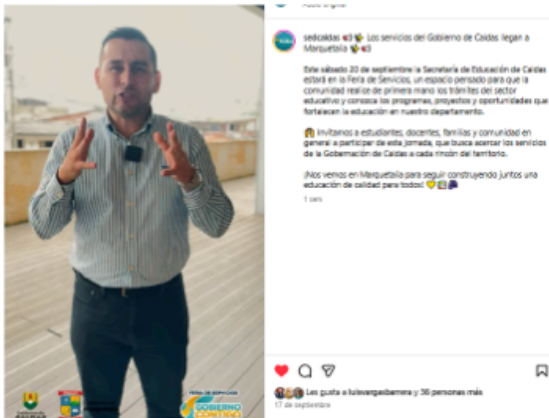 sedcaldas Los servicios del Gobierno de Caldas llegan a
Marquetalia
Este sábado 20 de septiembre la Secretaría de Educación de Caldas
estará en la Feria de Servicios, un espacio pensado para que la
comunidad realice de primera mano los trámites del sector
educativo y conozca los programas, proyectos y oportunidades que
fortalecen la educación en nuestro departamento.
Invitamos a estudiantes, docentes, familias y comunidad en
general a participar de esta jornada, que busca acercar los servicios
de la Gobernación de Caldas a cada rincón del territorio.
¡Nos vemos en Marquetalia para seguir construyendo juntos una
educación de calidad para todos!
1 sem
Les gusta a luisvargasbarrera y 36 personas más
17 de septiembre
FERIA DE SERVICIOS
GOBIERNO
CONTIGO